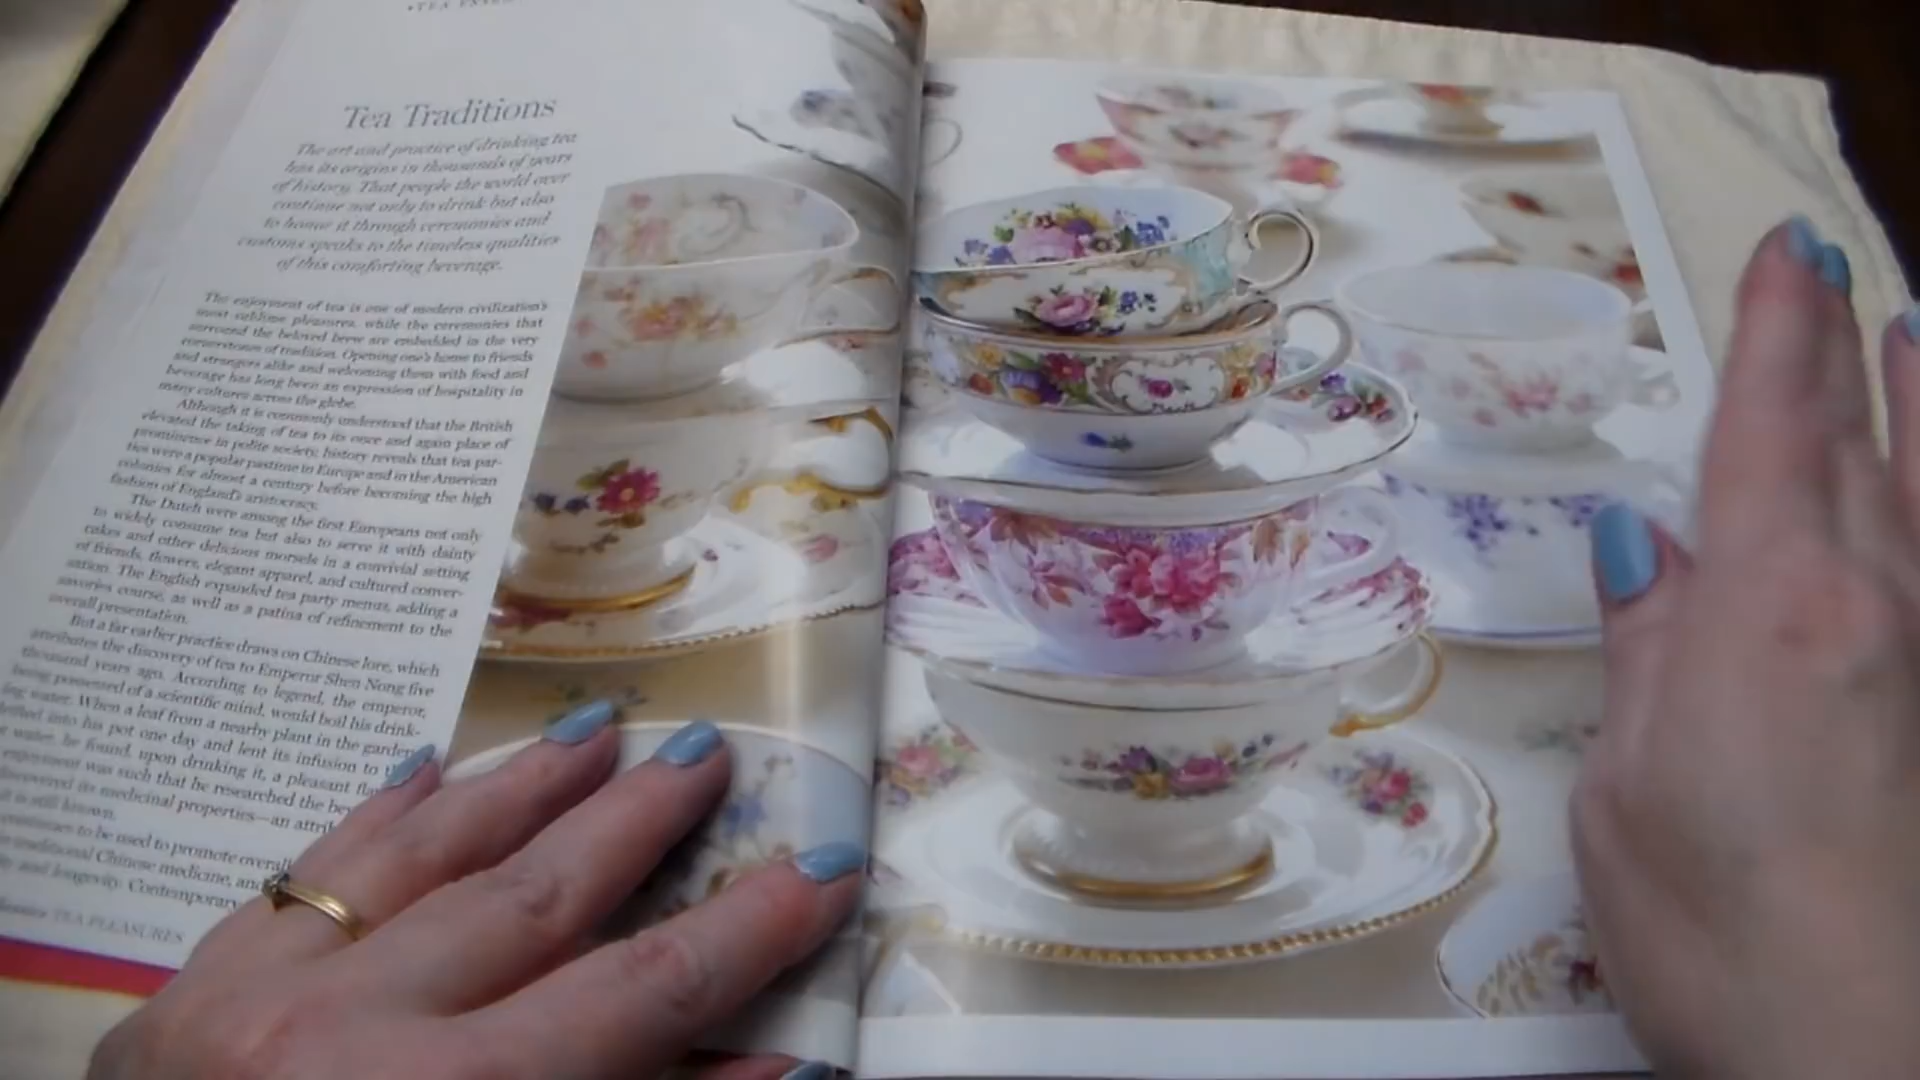 TEA
Tea Traditions
The art and practice of drinking tea
has its origins in thousands of years
of history. That people the world over
continue not only to drink but also
to honor it through ceremonies and
customs speaks to the timeless qualities
of this comforting beverage.
The enjoyment of tea is one of modern civilization's
most sublime pleasures, while the ceremonies that
surround the beloved brew are embedded in the very
cornerstones of tradition. Opening one's home to friends
and strangers alike and welcoming them with food and
beverage has long been an expression of hospitality in
many cultures across the globe.
Although it is commonly understood that the British
elevated the taking of tea to its once and again place of
prominence in polite society, history reveals that tea par-
ties were a popular pastime in Europe and in the American
colonies for almost a century before becoming the high
fashion of England's aristocracy.
The Dutch were among the first Europeans not only
to widely consume tea but also to serve it with dainty
cakes and other delicious morsels in a convivial setting
of friends, flowers, elegant apparel, and cultured conver-
sation. The English expanded tea party menus, adding a
savories course, as well as a patina of refinement to the
overall presentation.
But a far earlier practice draws on Chinese lore, which
attributes the discovery of tea to Emperor Shen Nong five
thousand years ago. According to legend, the emperor,
being possessed of a scientific mind, would boil his drink-
ing water. When a leaf from a nearby plant in the garden
drifted into his pot one day and lent its infusion to
water, he found, upon drinking it, a pleasant
enjoyment was such that he researched the
discovered its medicinal properties—an
it is still known.
continues to be used to promote overall
traditional Chinese medicine, and
and longevity. Contemporary
TEA PLEASURES